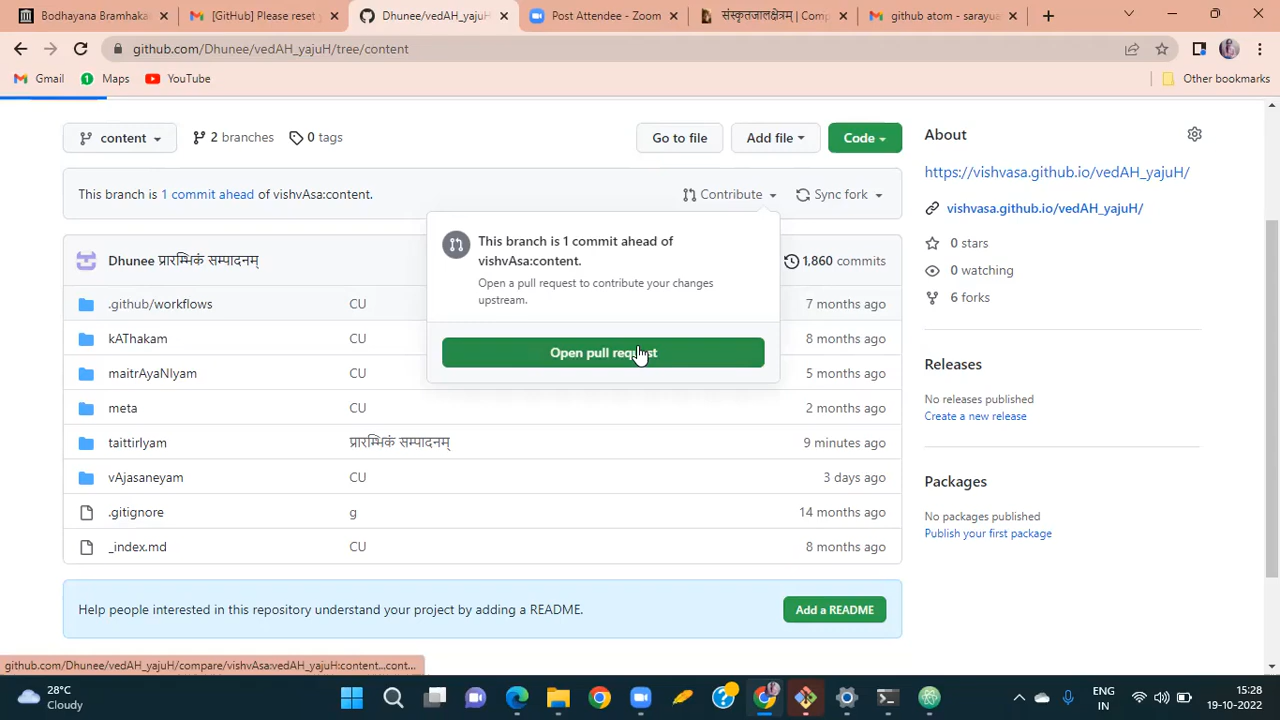 Bodhayana Bramhaka
[GitHub] Please reset y
Dhunee/vedAH_yajuH
Post Attendee - Zoom
संस्कृतजालक्षेत्रम् | Comp
github atom - sarayua
github.com/Dhunee/vedAH_yajuH/tree/content
Gmail
Maps
YouTube
Other bookmarks
content
2 branches
0 tags
Go to file
Add file
Code
This branch is 1 commit ahead of vishvAsa:content.
Contribute
Sync fork
This branch is 1 commit ahead of
vishvAsa:content.
Open a pull request to contribute your changes
upstream.
Open pull request
Dhunee प्रारम्भिकं सम्पादनम्
1,860 commits
.github/workflows CU 7 months ago
kAThakam CU 8 months ago
maitrAyaNIyam CU 5 months ago
meta CU 2 months ago
taittirIyam प्रारम्भिकं सम्पादनम् 9 minutes ago
vAjasaneyam CU 3 days ago
.gitignore g 14 months ago
_index.md CU 8 months ago
Help people interested in this repository understand your project by adding a README.
Add a README
About
https://vishvasa.github.io/vedAH_yajuH/
vishvasa.github.io/vedAH_yajuH/
0 stars
0 watching
6 forks
Releases
No releases published
Create a new release
Packages
No packages published
Publish your first package
github.com/Dhunee/vedAH_yajuH/compare/vishvAsa:vedAH_yajuH:content...cont...
28°C
Cloudy
ENG
IN
15:28
19-10-2022